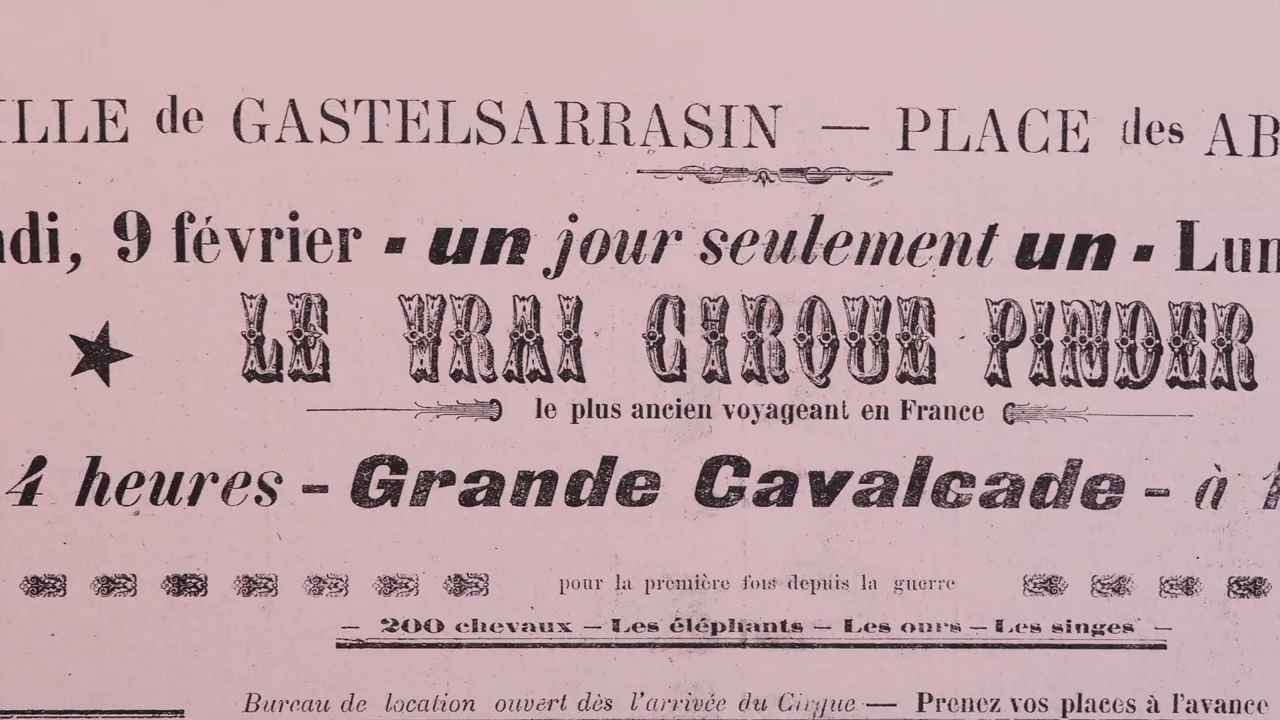 ILLE de GASTELSARRASIN — PLACE des AB
ndi, 9 février - un jour seulement un - Lun
LE VRAI CIRQUE PINDER
le plus ancien voyageant en France
4 heures - Grande Cavalcade - à 1
pour la première fois depuis la guerre
— 200 chevaux — Les éléphants — Les ours — Les singes —
Bureau de location ouvert dès l'arrivée du Cirque — Prenez vos places à l'avance